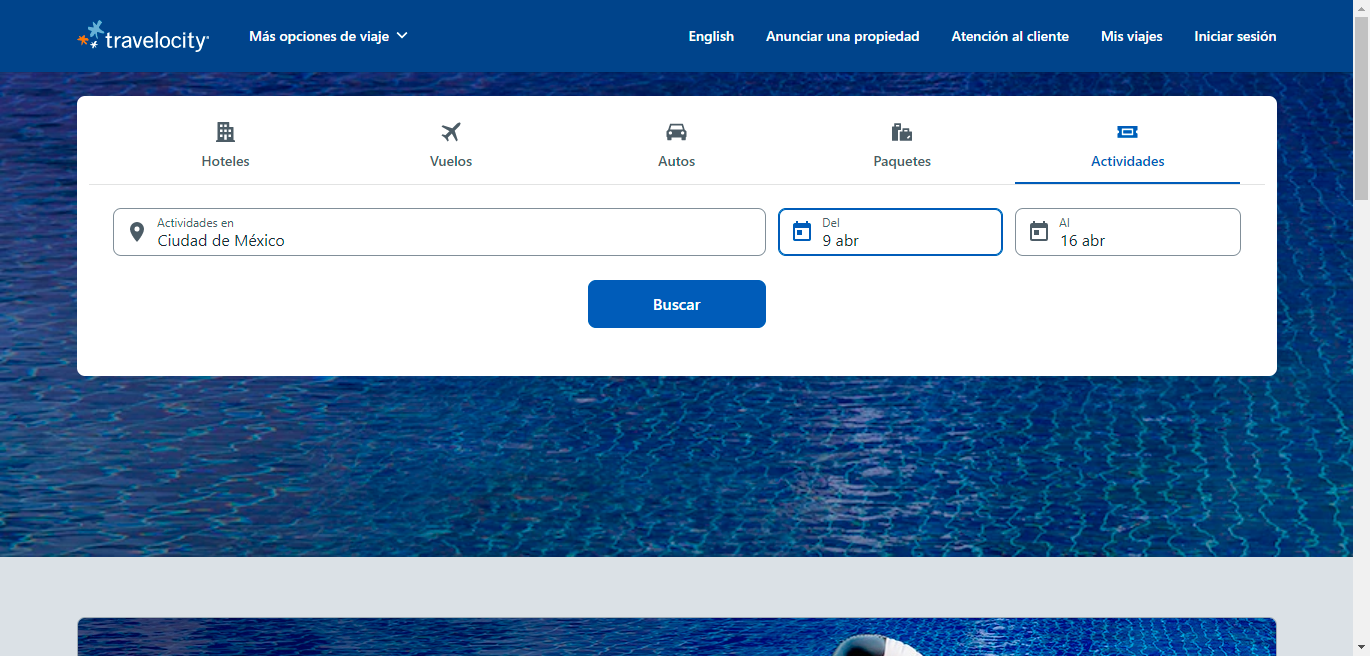 travelocity
Más opciones de viaje
English
Anunciar una propiedad
Atención al cliente
Mis viajes
Iniciar sesión
Hoteles
Vuelos
Autos
Paquetes
Actividades
Actividades en
Ciudad de México
Del
9 abr
Al
16 abr
Buscar